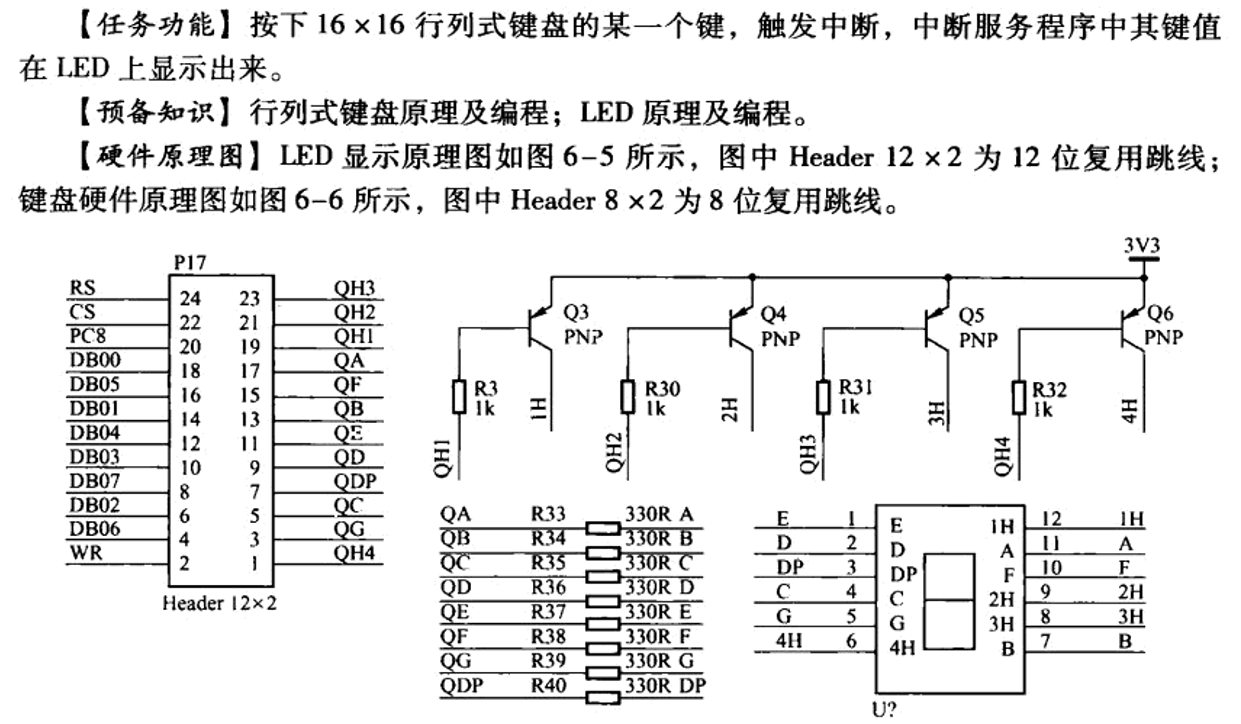 【任务功能】按下 16 × 16 行列式键盘的某一个键，触发中断，中断服务程序中其键值
在 LED 上显示出来。
【预备知识】行列式键盘原理及编程；LED 原理及编程。
【硬件原理图】LED 显示原理图如图 6-5 所示，图中 Header 12 × 2 为 12 位复用跳线；
键盘硬件原理图如图 6-6 所示，图中 Header 8 × 2 为 8 位复用跳线。
P17
RS 24 23 QH3
CS 22 21 QH2
PC8 20 19 QH1
DB00 18 17 QA
DB05 16 15 QF
DB01 14 13 QB
DB04 12 11 QE
DB03 10 9 QD
DB07 8 7 QDP
DB02 6 5 QC
DB06 4 3 QG
WR 2 1 QH4
Header 12×2
3V3
Q3
PNP
Q4
PNP
Q5
PNP
Q6
PNP
R3
1k
R30
1k
R31
1k
R32
1k
1H
2H
3H
4H
QH1
QH2
QH3
QH4
QA R33 330R A
QB R34 330R B
QC R35 330R C
QD R36 330R D
QE R37 330R E
QF R38 330R F
QG R39 330R G
QDP R40 330R DP
E 1 E 1H 12 1H
D 2 D A 11 A
DP 3 DP F 10 F
C 4 C 2H 9 2H
G 5 G 3H 8 3H
4H 6 4H B 7 B
U?